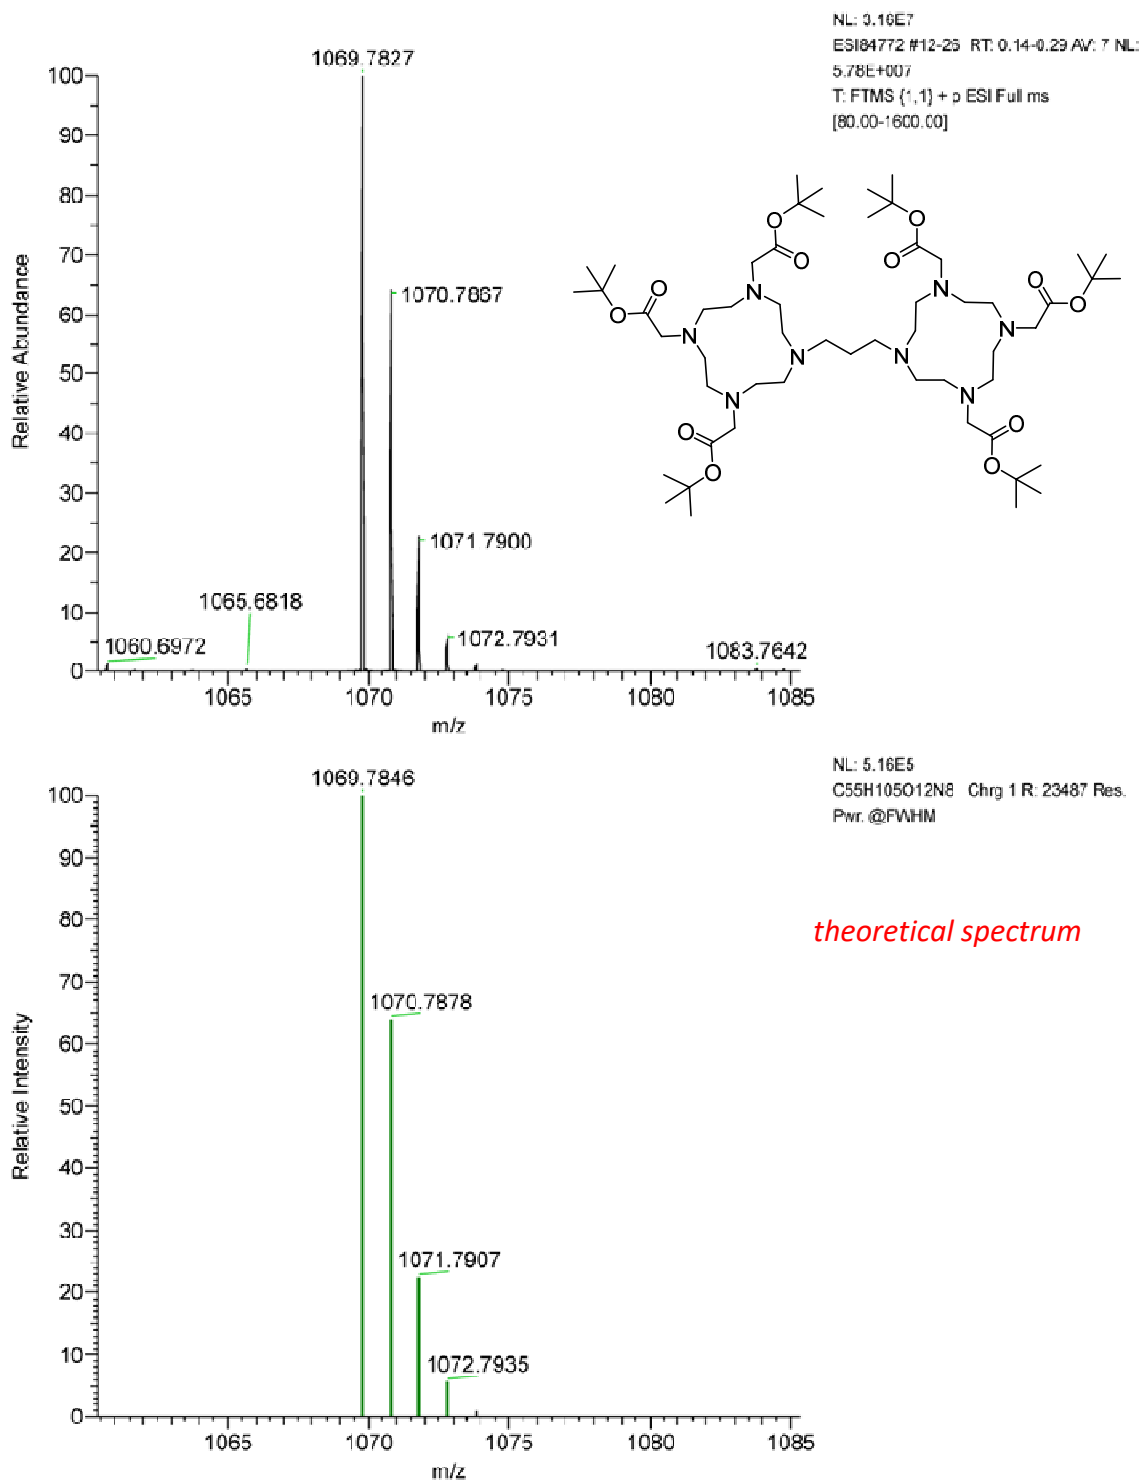 NL: 3.16E7
ESI84772 #12-26 RT: 0.14-0.29 AV: 7 NL:
5.78E+007
T: FTMS {1,1} + p ESI Full ms
[80.00-1600.00]
1069.7827
100
90
80
70
1070.7867
60
50
40
30
1071.7900
20
1065.6818
10
1072.7931
1060.6972
1083.7642
0
1065
1070
1075
1080
1085
m/z
Relative Abundance
O
O
O
O
N
N
N
N
O
O
O
O
N
N
N
N
O
O
O
O
NL: 5.16E5
C55H105O12N8 Chrg 1 R: 23487 Res.
Pwr. @FWHM
theoretical spectrum
1069.7846
100
90
80
70
1070.7878
60
50
40
30
1071.7907
20
10
1072.7935
0
1065
1070
1075
1080
1085
m/z
Relative Intensity